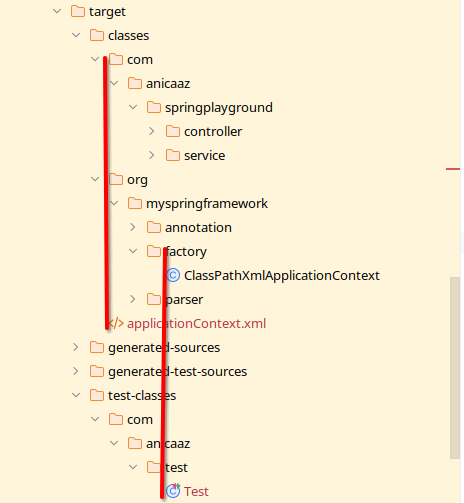 target
classes
com
anicaaz
springplayground
controller
service
org
myspringframework
annotation
factory
ClassPathXmlApplicationContext
parser
applicationContext.xml
generated-sources
generated-test-sources
test-classes
com
anicaaz
test
Test